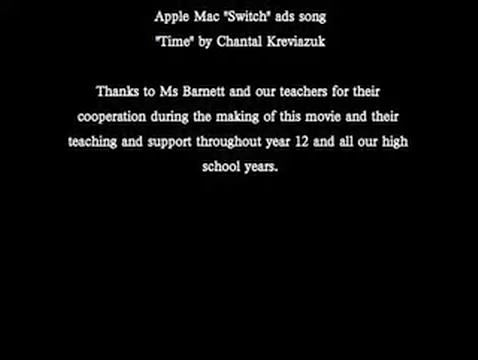 Apple Mac "Switch" ads song
"Time" by Chantal Kreviazuk
Thanks to Ms Barnett and our teachers for their
cooperation during the making of this movie and their
teaching and support throughout year 12 and all our high
school years.